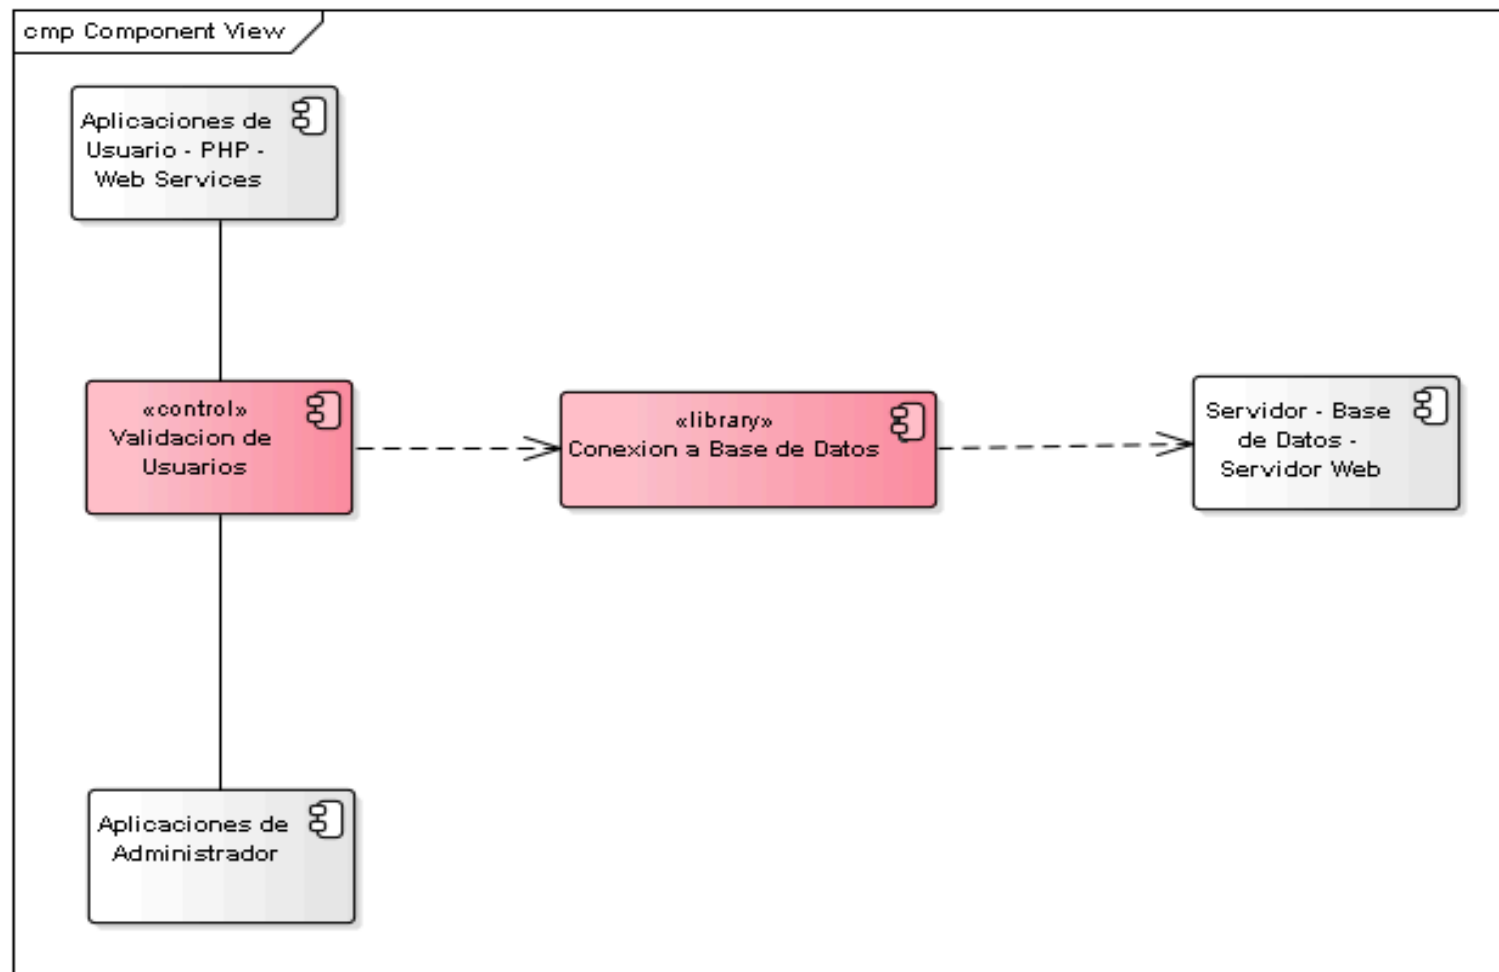 cmp Component View
Aplicaciones de
Usuario - PHP -
Web Services
«control»
Validacion de
Usuarios
«library»
Conexion a Base de Datos
Servidor - Base
de Datos -
Servidor Web
Aplicaciones de
Administrador